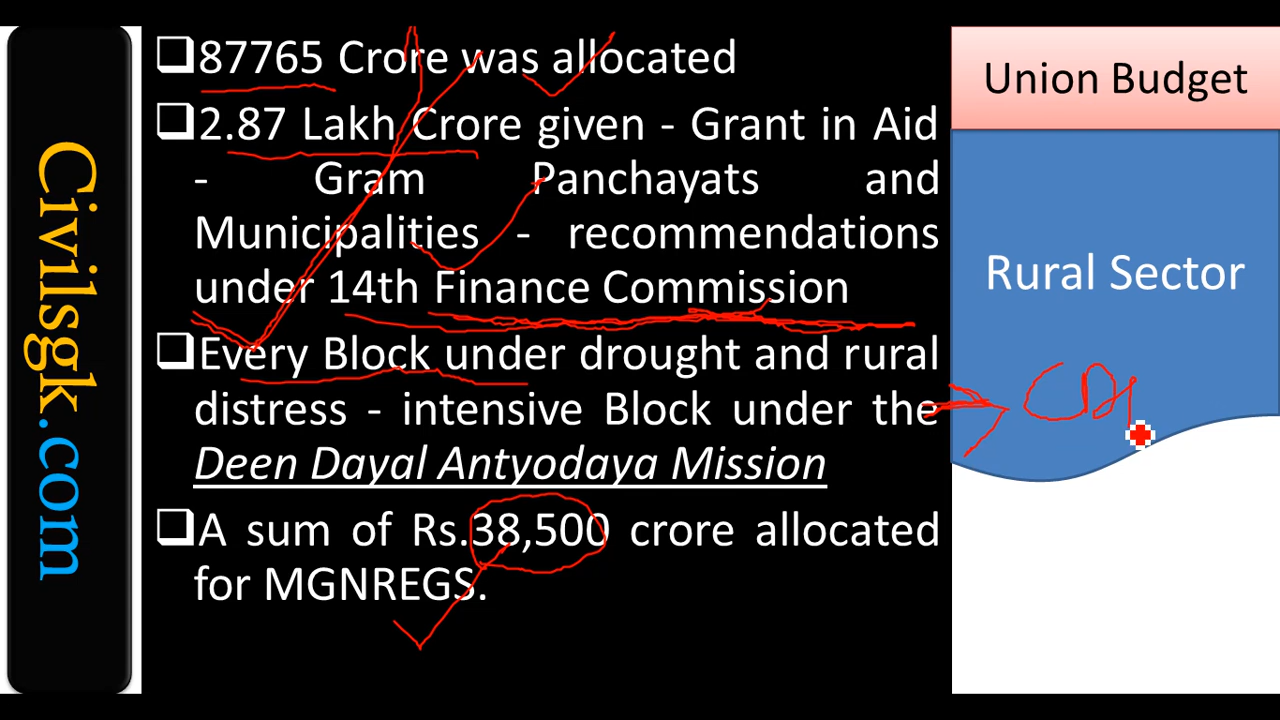 Civilsgk.com
❑87765 Crore was allocated
❑2.87 Lakh Crore given - Grant in Aid
- Gram Panchayats and
Municipalities - recommendations
under 14th Finance Commission
❑Every Block under drought and rural
distress - intensive Block under the
Deen Dayal Antyodaya Mission
❑A sum of Rs.38,500 crore allocated
for MGNREGS.
Union Budget
Rural Sector